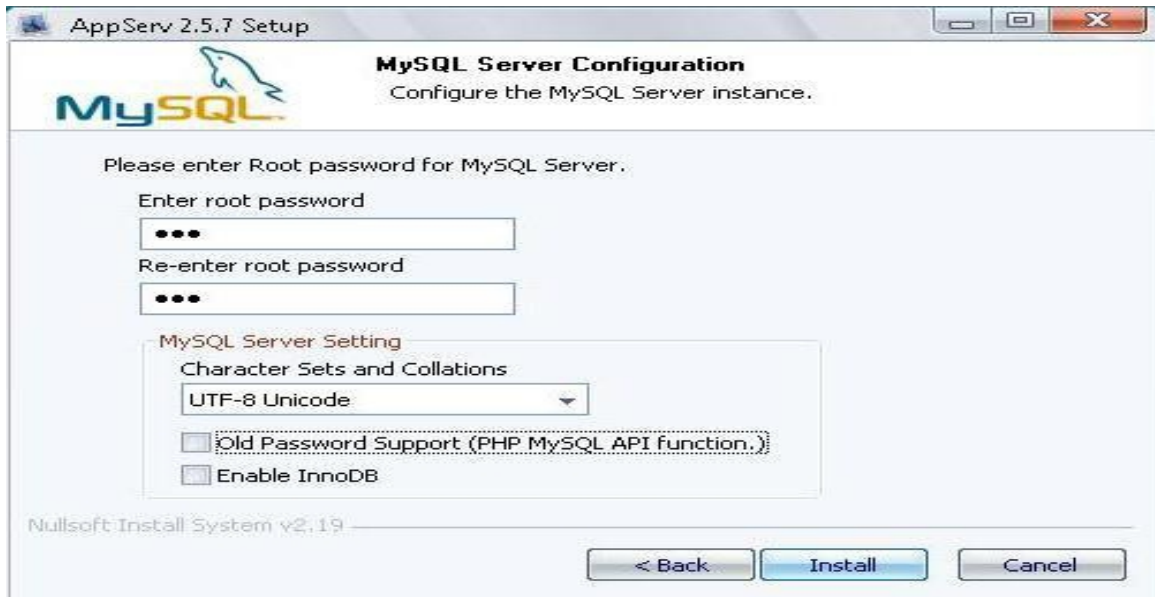 AppServ 2.5.7 Setup
MySQL
MySQL Server Configuration
Configure the MySQL Server instance.
Please enter Root password for MySQL Server.
Enter root password
•••
Re-enter root password
•••
MySQL Server Setting
Character Sets and Collations
UTF-8 Unicode
Old Password Support (PHP MySQL API function.)
Enable InnoDB
Nullsoft Install System v2.19
< Back
Install
Cancel